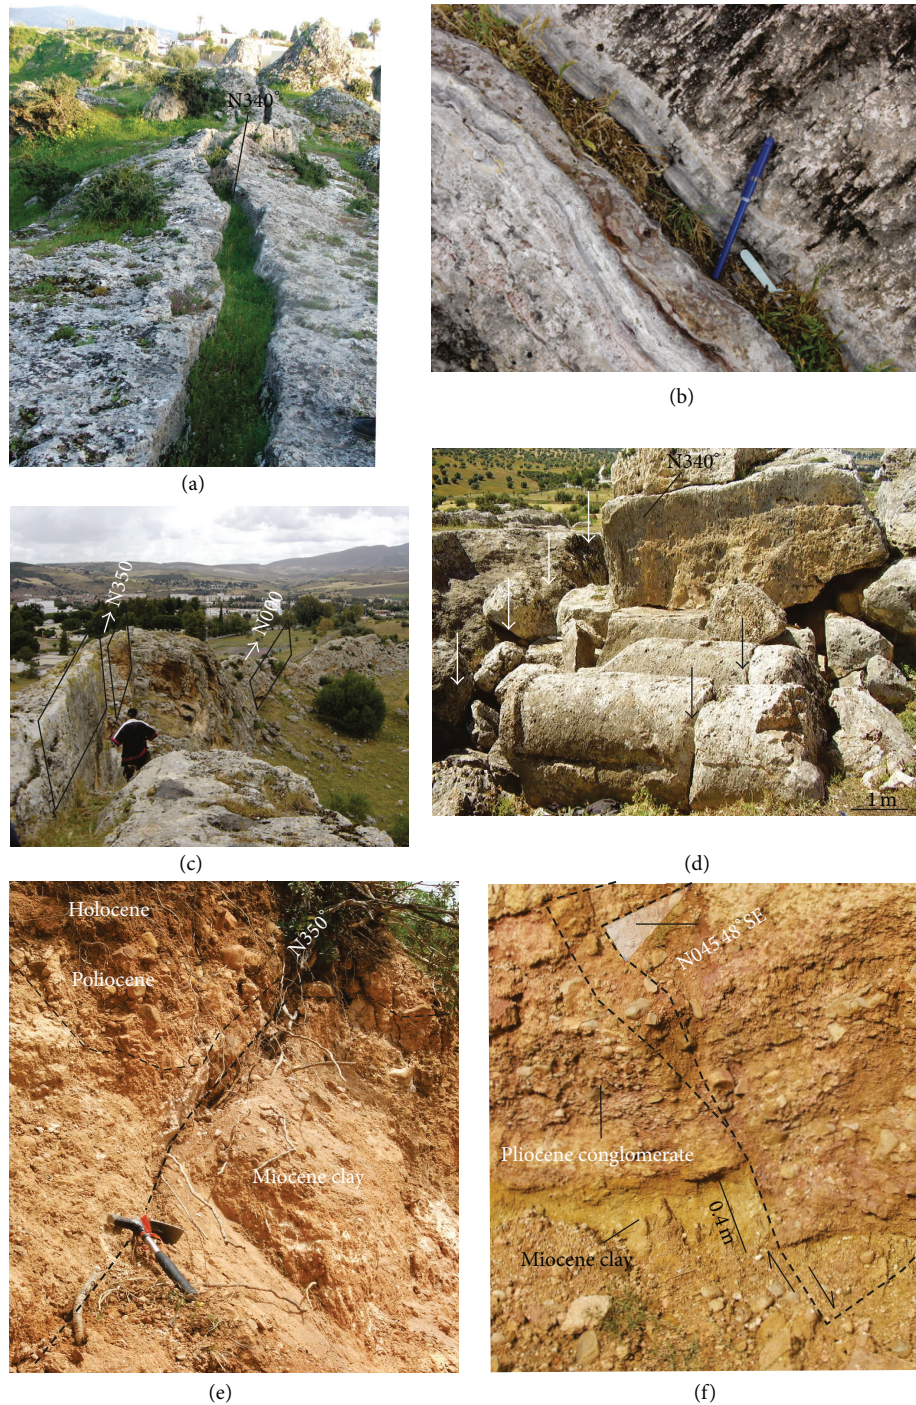 N340°
(a)
(b)
N350
N000
(c)
N340°
1 m
(d)
Holocene
Poliocene
N350°
Miocene clay
(e)
N045 48° SE
Pliocene conglomerate
Miocene clay
0.4 m
(f)